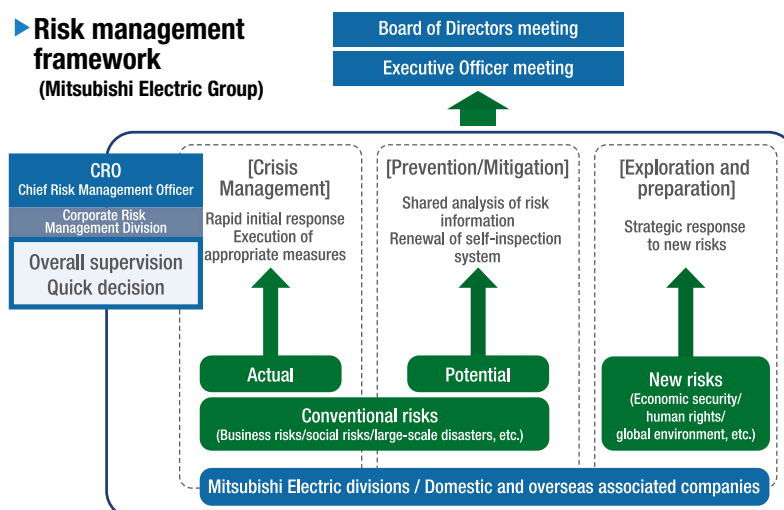 Risk management
framework
(Mitsubishi Electric Group)
Board of Directors meeting
Executive Officer meeting
CRO
Chief Risk Management Officer
Corporate Risk
Management Division
Overall supervision
Quick decision
[Crisis
Management]
Rapid initial response
Execution of
appropriate measures
[Prevention/Mitigation]
Shared analysis of risk
information
Renewal of self-inspection
system
[Exploration and
preparation]
Strategic response
to new risks
Actual
Potential
Conventional risks
(Business risks/social risks/large-scale disasters, etc.)
New risks
(Economic security/
human rights/
global environment, etc.)
Mitsubishi Electric divisions / Domestic and overseas associated companies